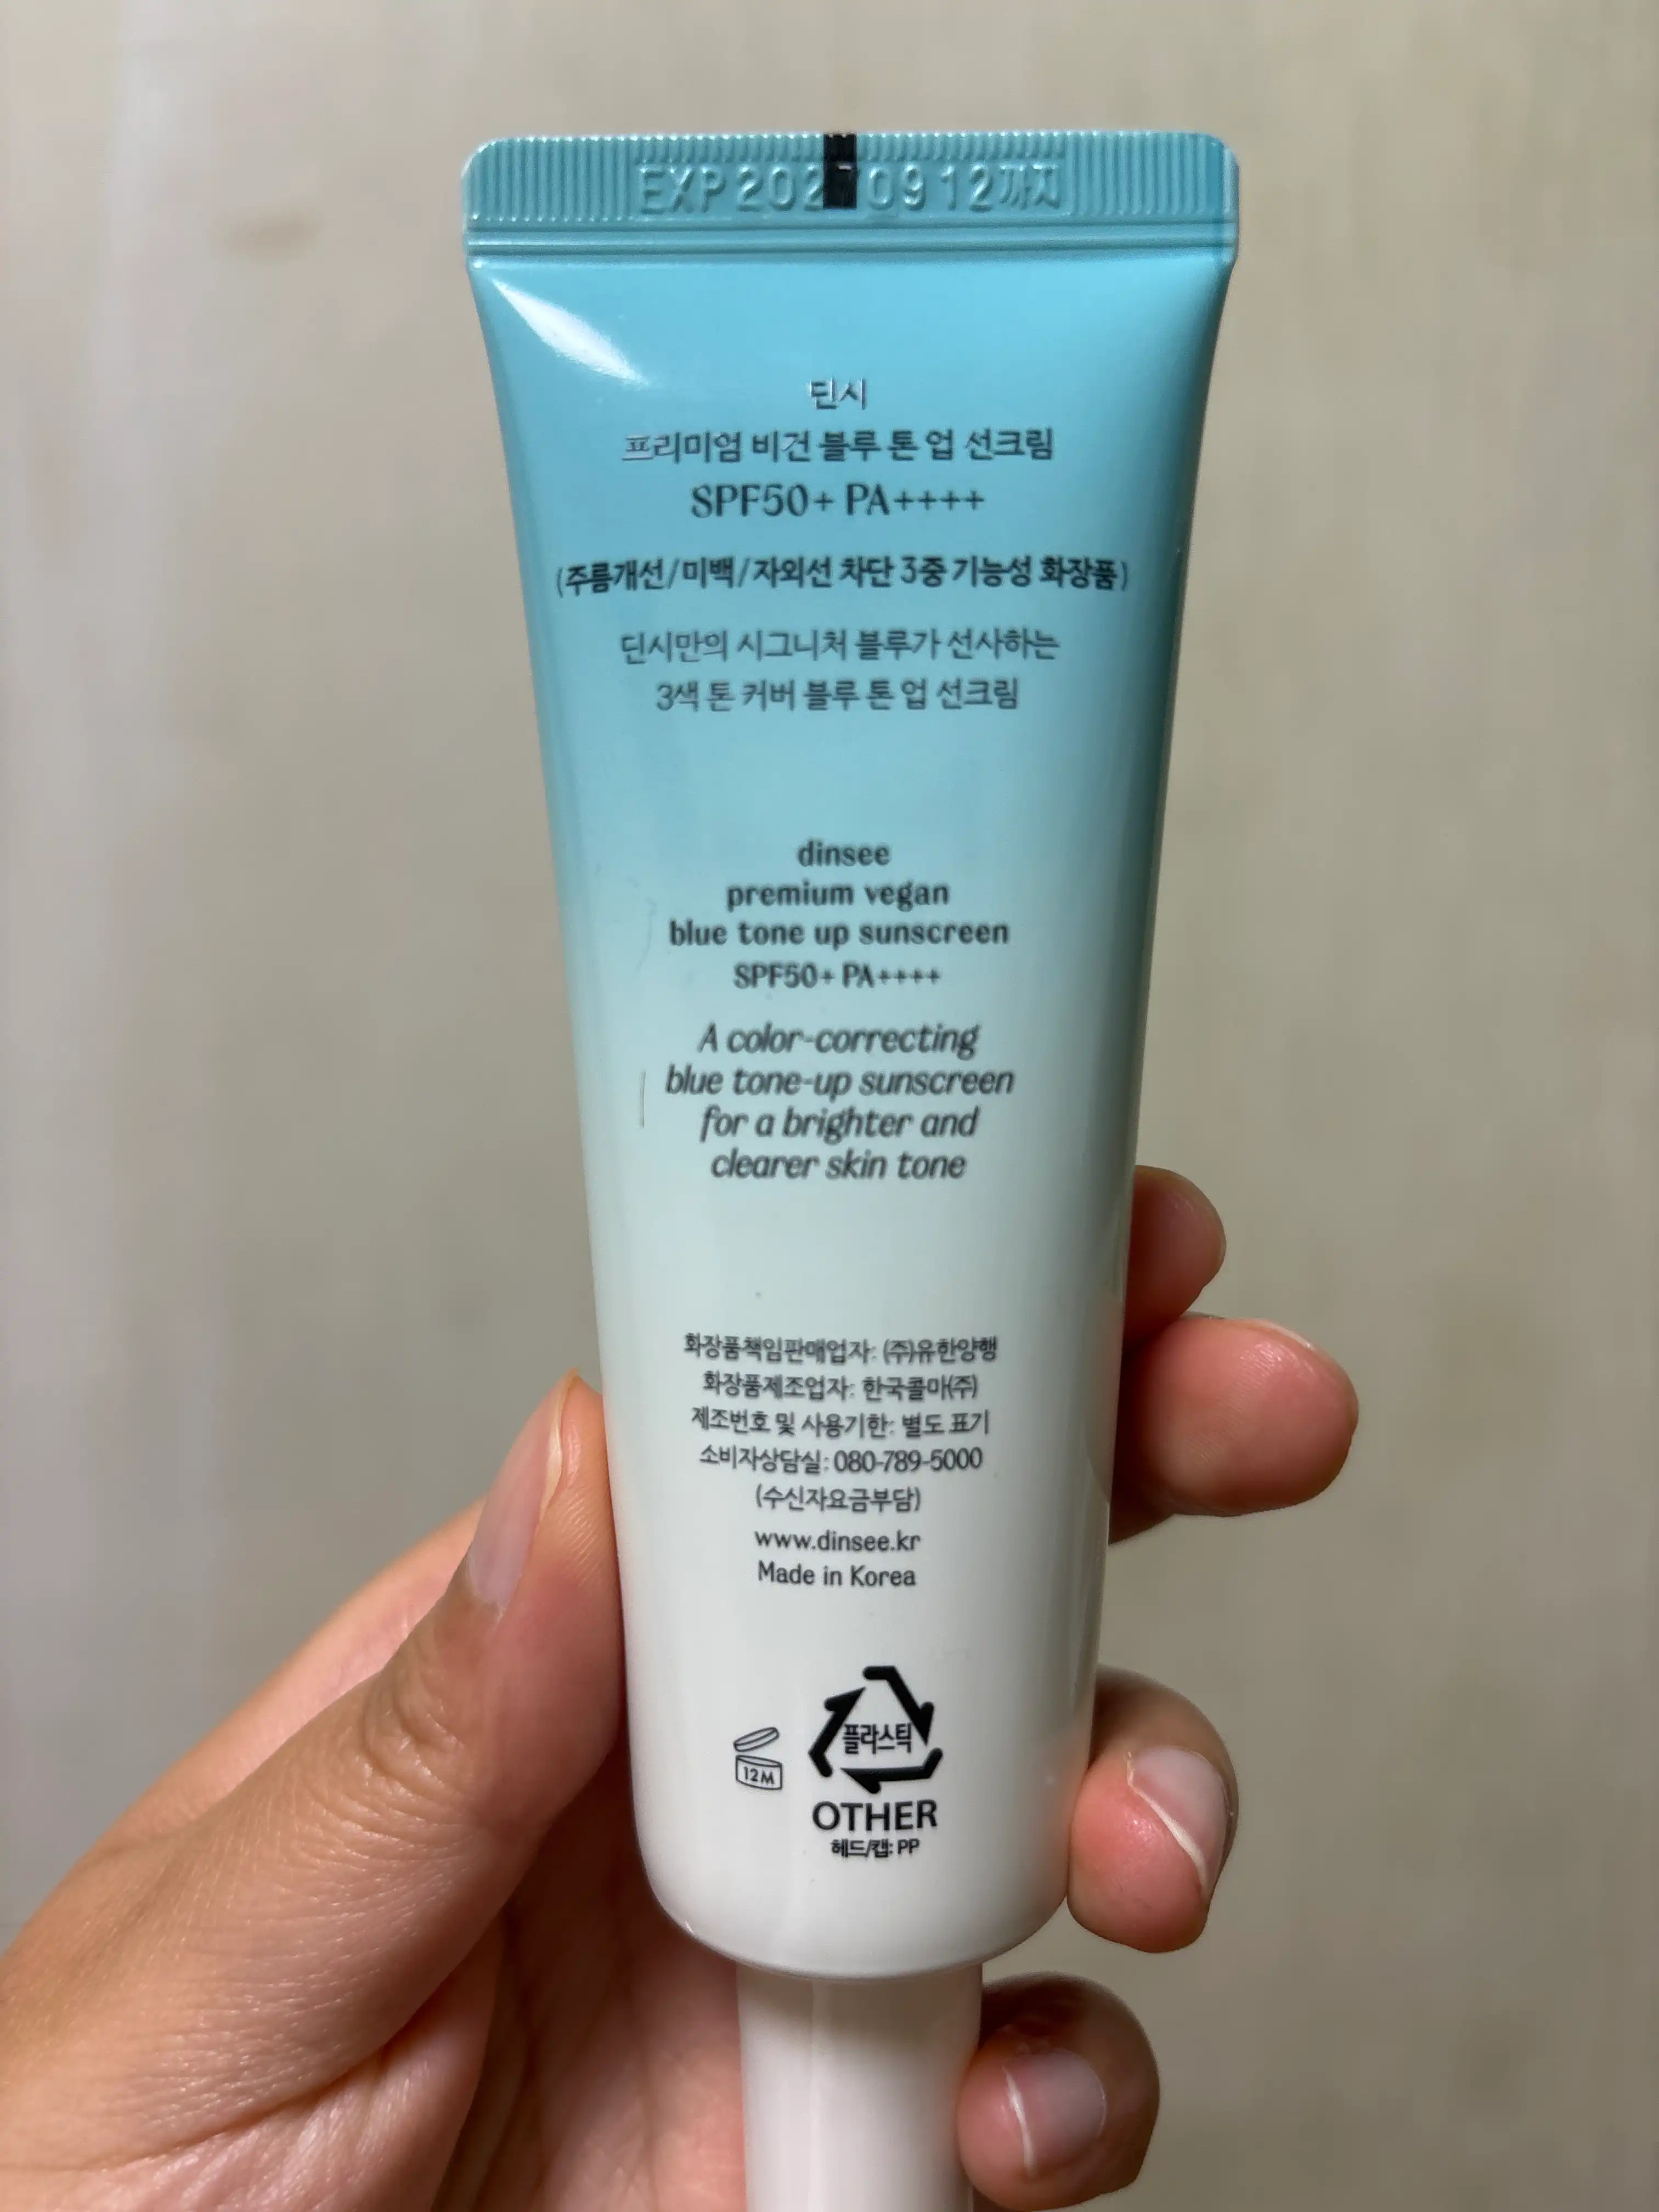 EXP 202 09 12까지
딘시
프리미엄 비건 블루 톤 업 선크림
SPF50+ PA++++
(주름개선/미백/자외선 차단 3중 기능성 화장품)
딘시만의 시그니처 블루가 선사하는
3색 톤 커버 블루 톤 업 선크림
dinsee
premium vegan
blue tone up sunscreen
SPF50+ PA++++
A color-correcting
blue tone-up sunscreen
for a brighter and
clearer skin tone
화장품책임판매업자: (주)유한양행
화장품제조업자: 한국콜마(주)
제조번호 및 사용기한: 별도 표기
소비자상담실: 080-789-5000
(수신자요금부담)
www.dinsee.kr
Made in Korea
플라스틱
12M
OTHER
헤드/캡: PP